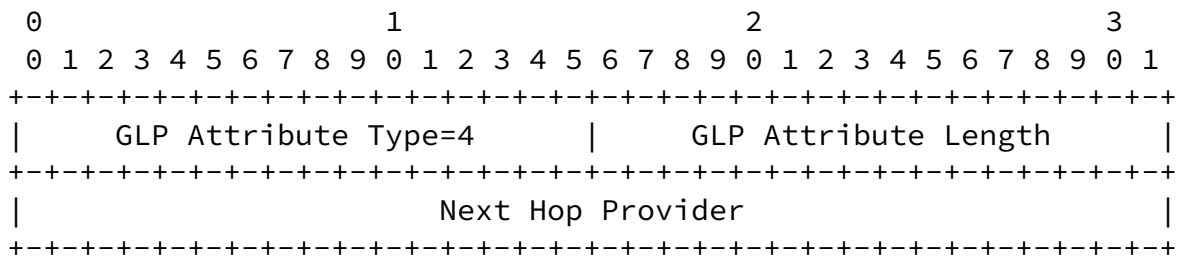 0                   1                   2                   3
 0 1 2 3 4 5 6 7 8 9 0 1 2 3 4 5 6 7 8 9 0 1 2 3 4 5 6 7 8 9 0 1
+-+-+-+-+-+-+-+-+-+-+-+-+-+-+-+-+-+-+-+-+-+-+-+-+-+-+-+-+-+-+-+-+
|     GLP Attribute Type=4      |     GLP Attribute Length      |
+-+-+-+-+-+-+-+-+-+-+-+-+-+-+-+-+-+-+-+-+-+-+-+-+-+-+-+-+-+-+-+-+
|                       Next Hop Provider                       |
+-+-+-+-+-+-+-+-+-+-+-+-+-+-+-+-+-+-+-+-+-+-+-+-+-+-+-+-+-+-+-+-+